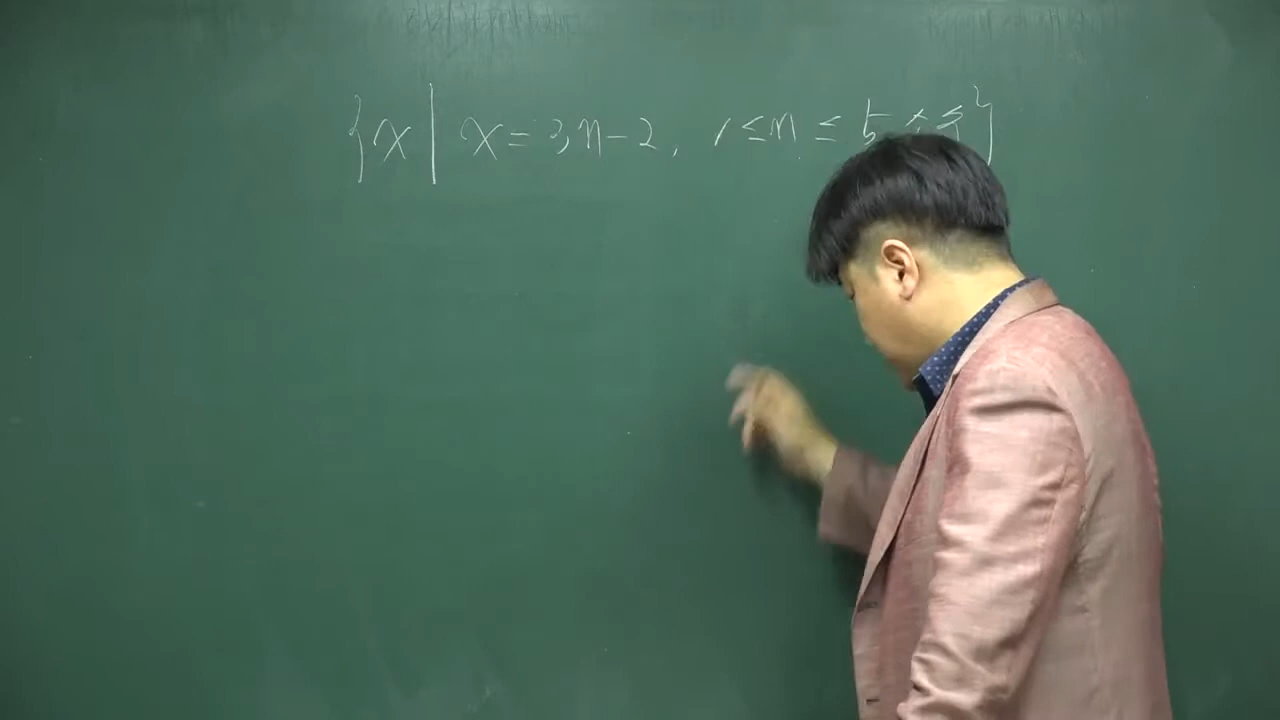 {x | x = 3n - 2, 1 ≤ n ≤ 5